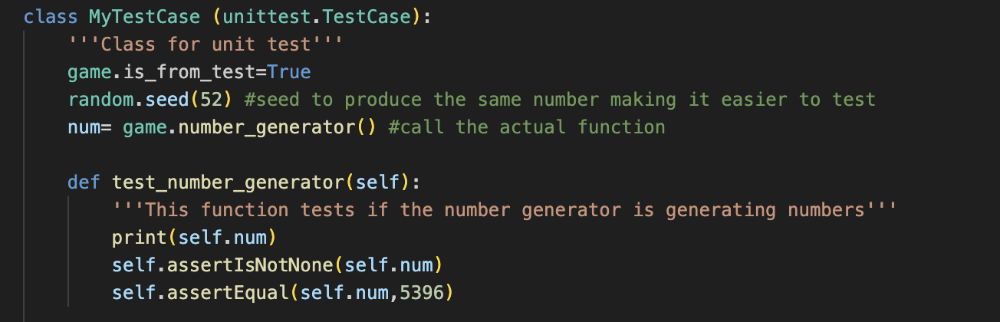 class MyTestCase (unittest.TestCase):
'''Class for unit test'''
game.is_from_test=True
random.seed(52) #seed to produce the same number making it easier to test
num= game.number_generator() #call the actual function
def test_number_generator(self):
'''This function tests if the number generator is generating numbers'''
print(self.num)
self.assertIsNotNone(self.num)
self.assertEqual(self.num,5396)